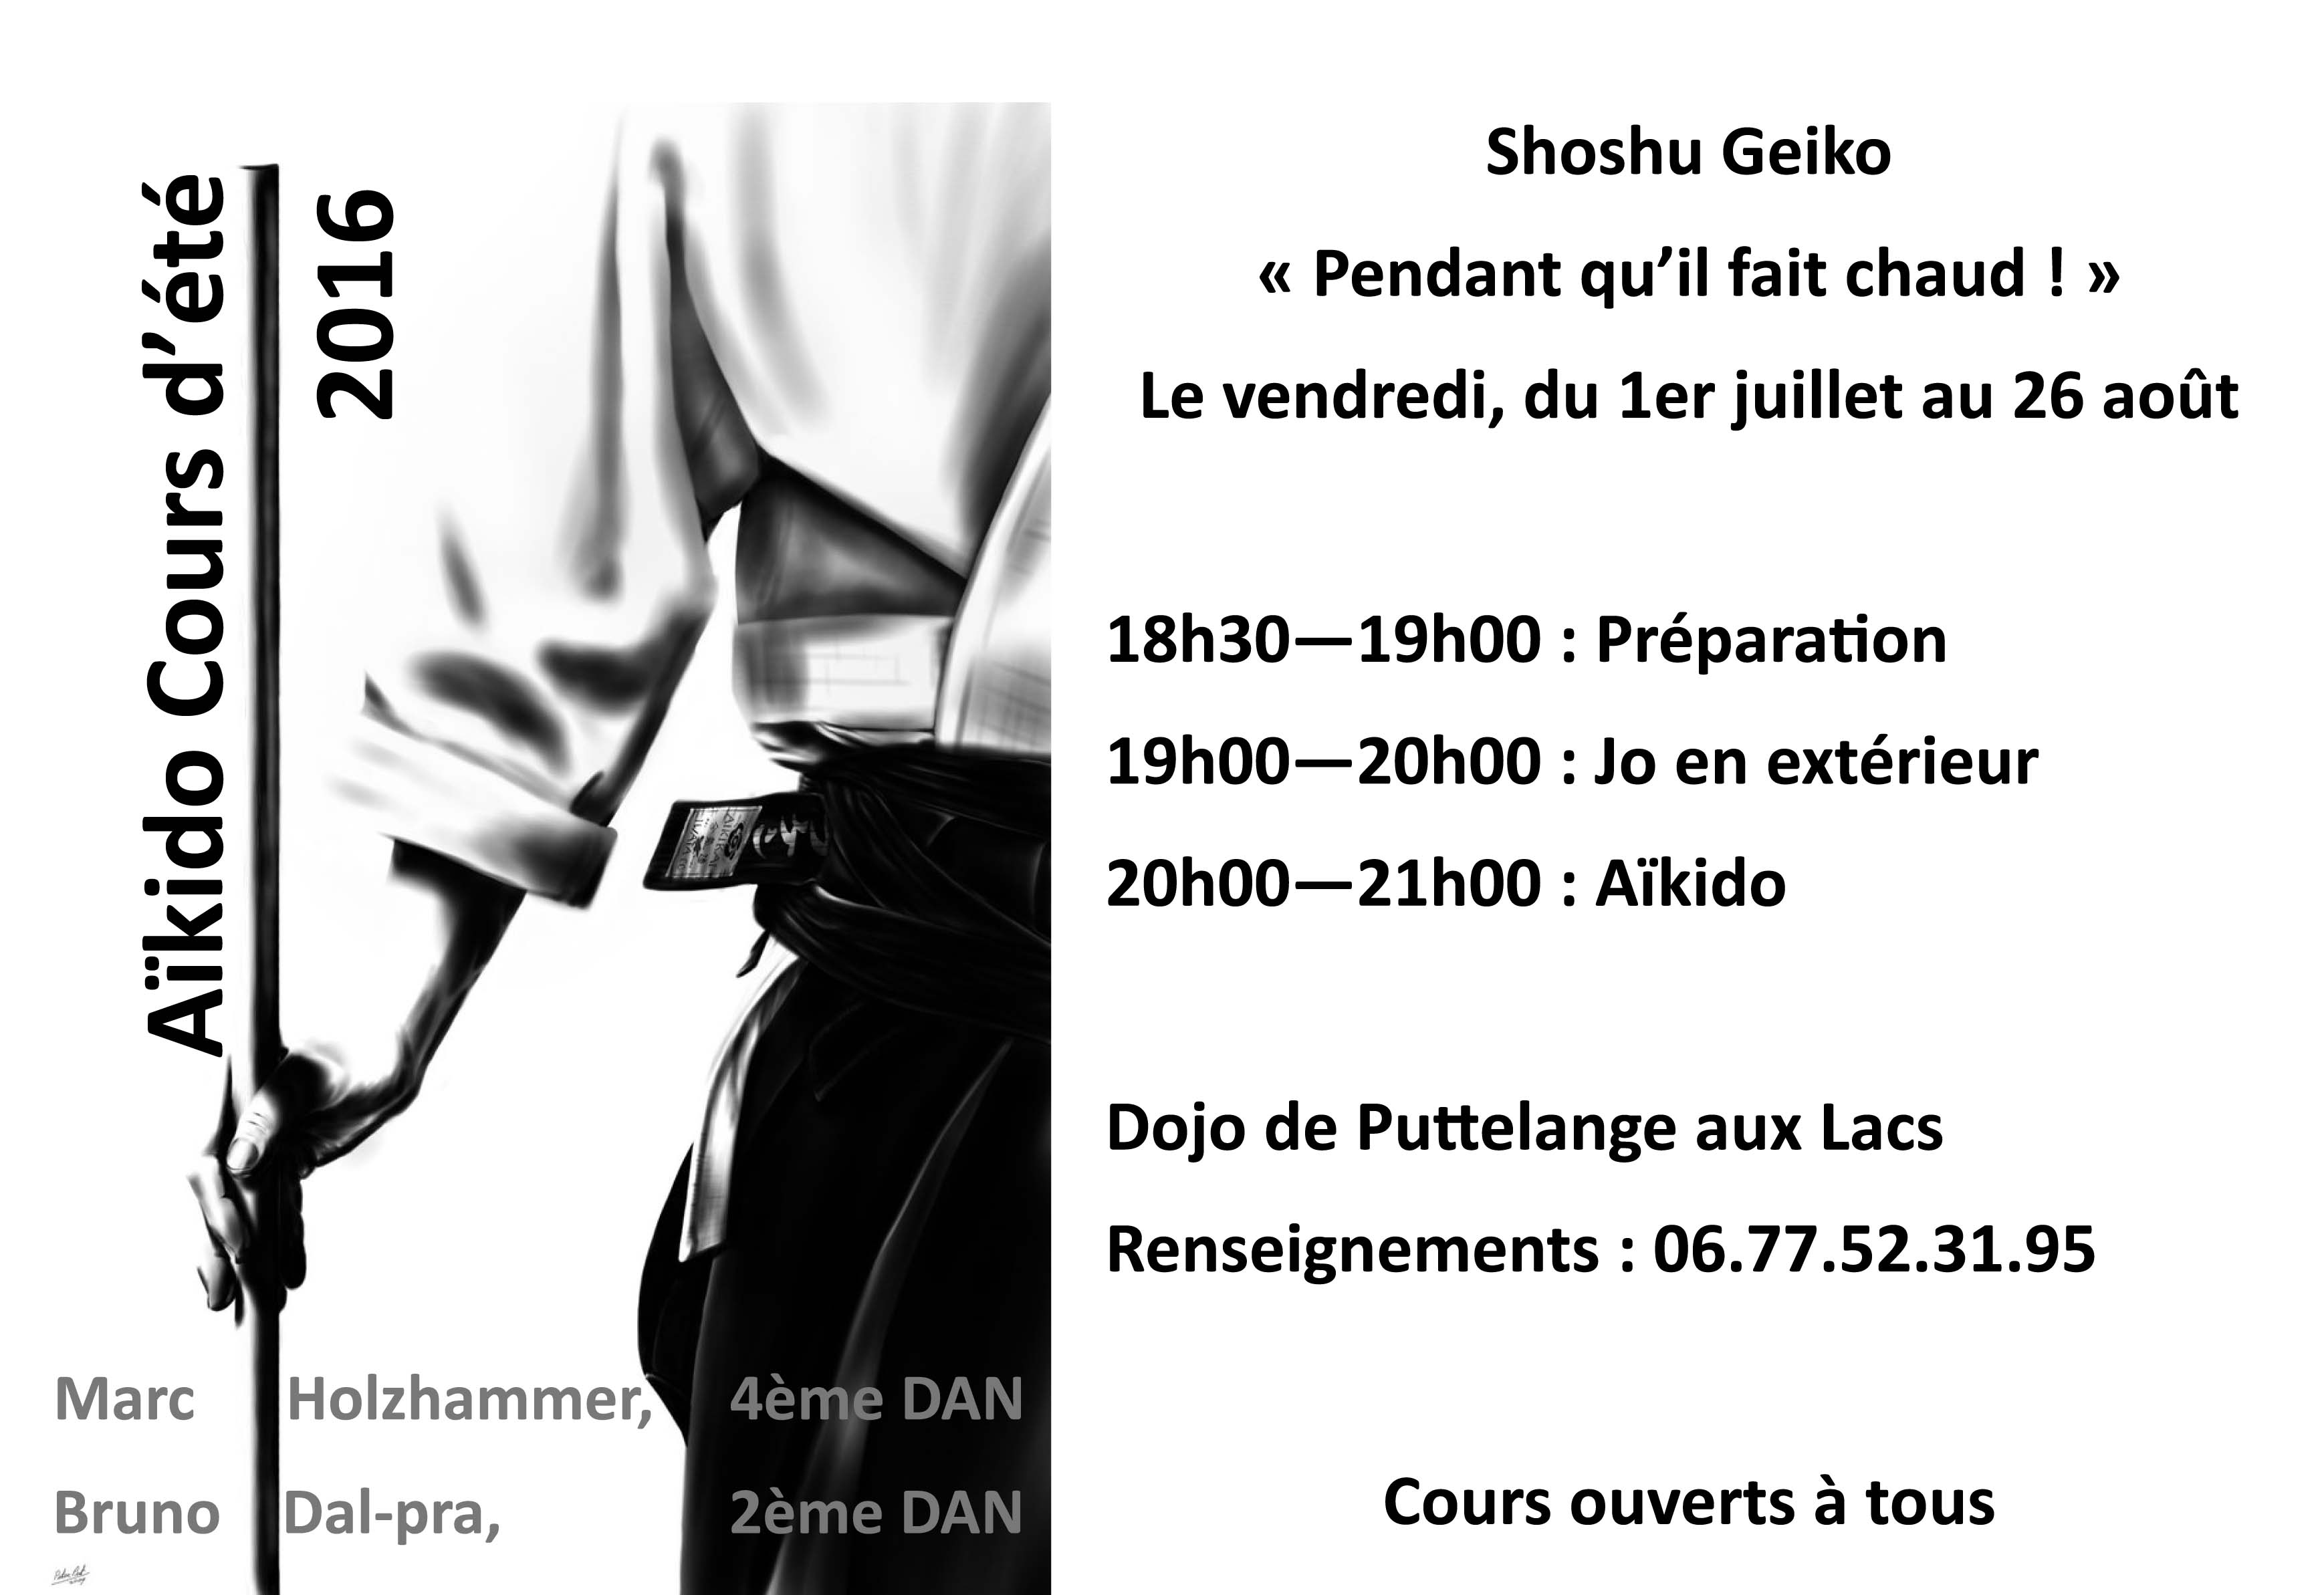 Aïkido Cours d’été
2016
Shoshu Geiko
« Pendant qu’il fait chaud ! »
Le vendredi, du 1er juillet au 26 août
18h30—19h00 : Préparation
19h00—20h00 : Jo en extérieur
20h00—21h00 : Aïkido
Dojo de Puttelange aux Lacs
Renseignements : 06.77.52.31.95
Cours ouverts à tous
Marc Holzhammer, 4ème DAN
Bruno Dal-pra, 2ème DAN